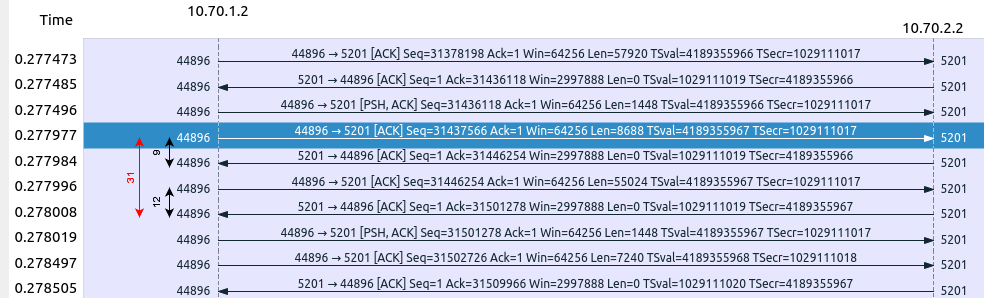 10.70.1.2
Time
10.70.2.2
0.277473 44896 44896 → 5201 [ACK] Seq=31378198 Ack=1 Win=64256 Len=57920 TSval=4189355966 TSecr=1029111017 5201
0.277485 44896 5201 → 44896 [ACK] Seq=1 Ack=31436118 Win=2997888 Len=0 TSval=1029111019 TSecr=4189355966 5201
0.277496 44896 44896 → 5201 [PSH, ACK] Seq=31436118 Ack=1 Win=64256 Len=1448 TSval=4189355966 TSecr=1029111017 5201
0.277977 44896 44896 → 5201 [ACK] Seq=31437566 Ack=1 Win=64256 Len=8688 TSval=4189355967 TSecr=1029111017 5201
9
0.277984 44896 5201 → 44896 [ACK] Seq=1 Ack=31446254 Win=2997888 Len=0 TSval=1029111019 TSecr=4189355966 5201
31
0.277996 44896 44896 → 5201 [ACK] Seq=31446254 Ack=1 Win=64256 Len=55024 TSval=4189355967 TSecr=1029111017 5201
12
0.278008 44896 5201 → 44896 [ACK] Seq=1 Ack=31501278 Win=2997888 Len=0 TSval=1029111019 TSecr=4189355967 5201
0.278019 44896 44896 → 5201 [PSH, ACK] Seq=31501278 Ack=1 Win=64256 Len=1448 TSval=4189355967 TSecr=1029111017 5201
0.278497 44896 44896 → 5201 [ACK] Seq=31502726 Ack=1 Win=64256 Len=7240 TSval=4189355968 TSecr=1029111018 5201
0.278505 44896 5201 → 44896 [ACK] Seq=1 Ack=31509966 Win=2997888 Len=0 TSval=1029111020 TSecr=4189355967 5201